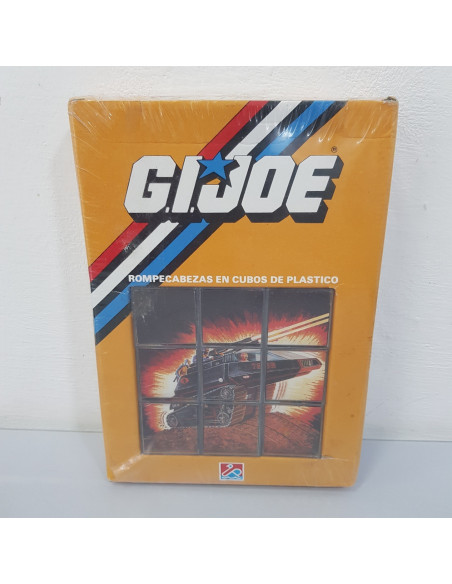 G.I.JOE®
ROMPECABEZAS EN CUBOS DE PLASTICO